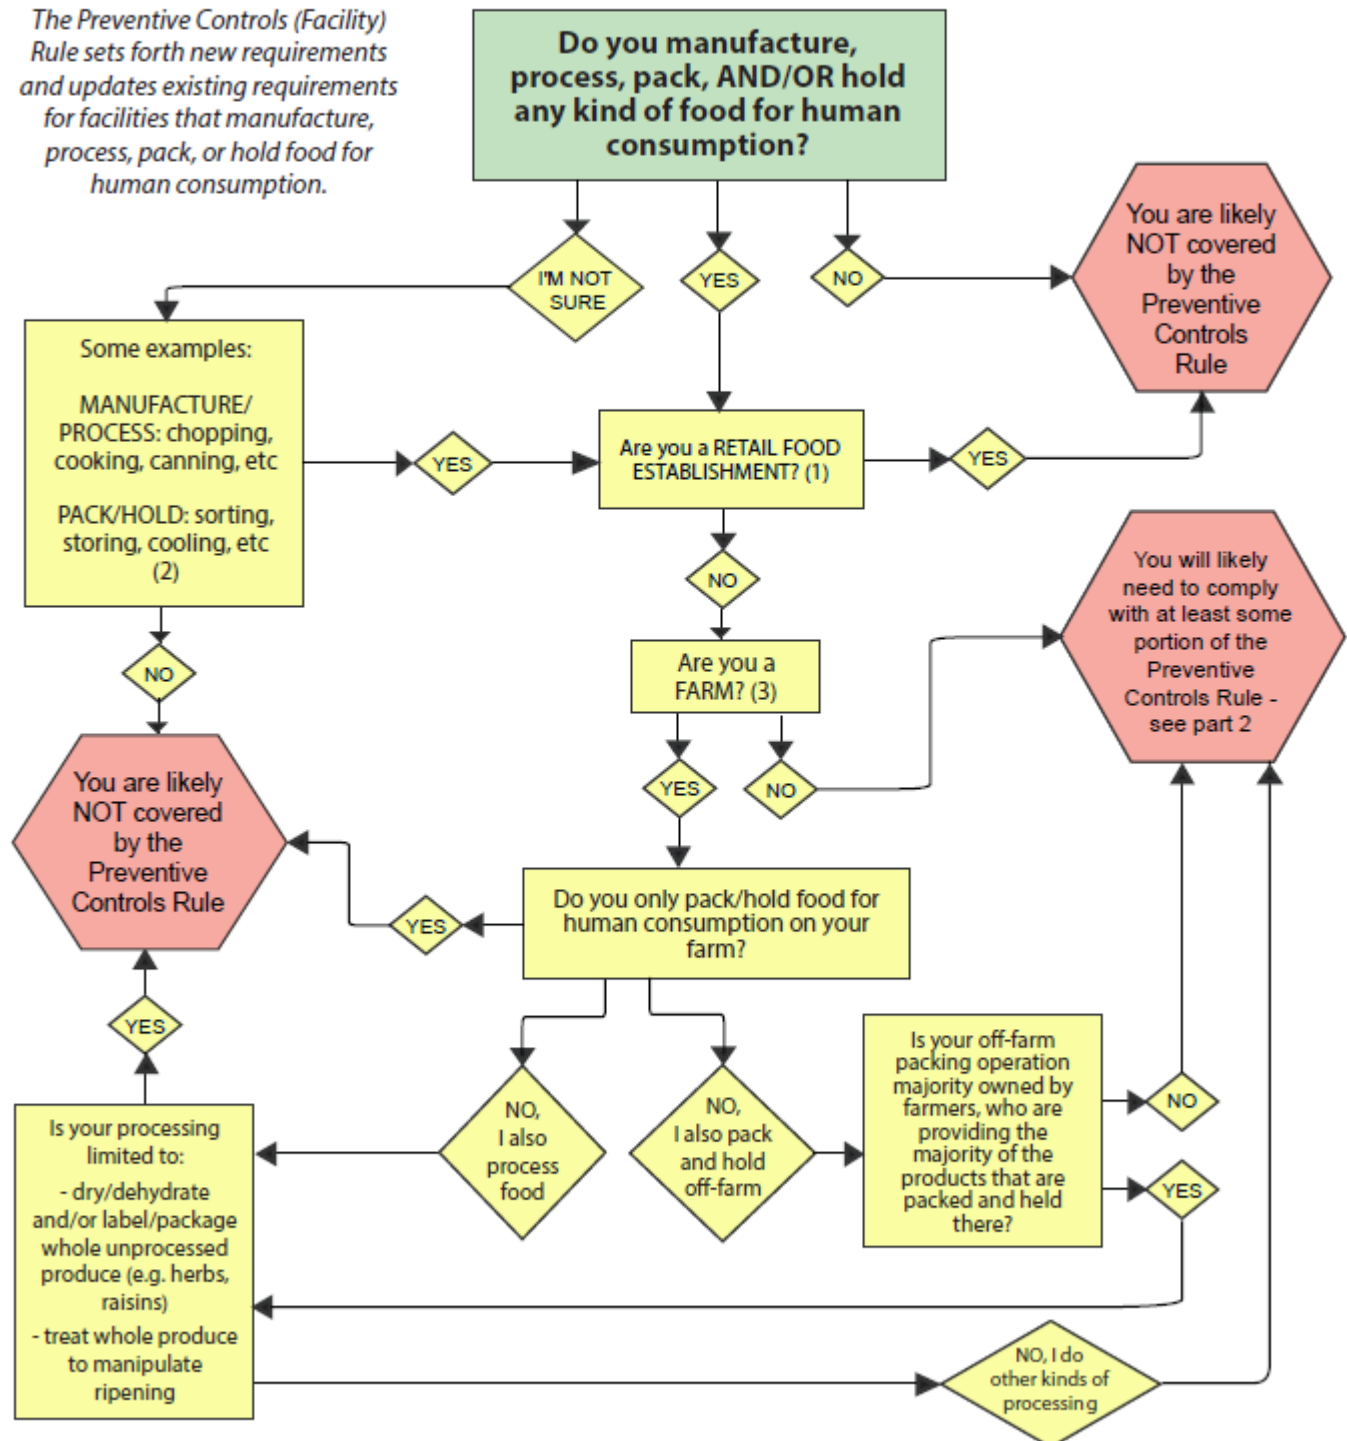 The Preventive Controls (Facility)
Rule sets forth new requirements
and updates existing requirements
for facilities that manufacture,
process, pack, or hold food for
human consumption.
Do you manufacture,
process, pack, AND/OR hold
any kind of food for human
consumption?
I'M NOT
SURE
YES
NO
You are likely
NOT covered
by the
Preventive
Controls
Rule
Some examples:
MANUFACTURE/
PROCESS: chopping,
cooking, canning, etc
PACK/HOLD: sorting,
storing, cooling, etc
(2)
YES
Are you a RETAIL FOOD
ESTABLISHMENT? (1)
YES
NO
NO
Are you a
FARM? (3)
YES
NO
You will likely
need to comply
with at least some
portion of the
Preventive
Controls Rule -
see part 2
You are likely
NOT covered
by the
Preventive
Controls Rule
Do you only pack/hold food for
human consumption on your
farm?
YES
YES
NO,
I also
process
food
NO,
I also pack
and hold
off-farm
Is your off-farm
packing operation
majority owned by
farmers, who are
providing the
majority of the
products that are
packed and held
there?
NO
YES
Is your processing
limited to:
- dry/dehydrate
and/or label/package
whole unprocessed
produce (e.g. herbs,
raisins)
- treat whole produce
to manipulate
ripening
NO, I do
other kinds of
processing